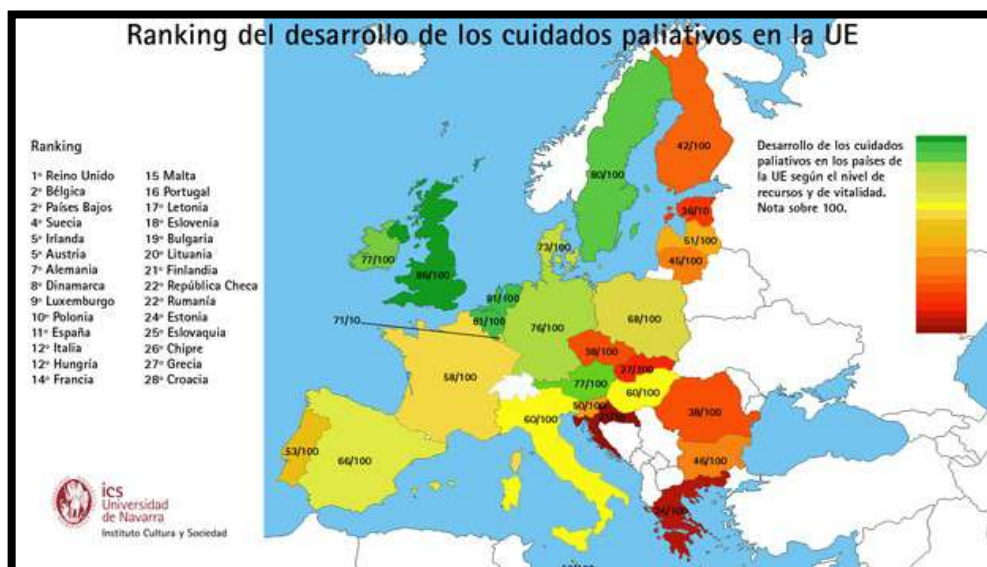 Ranking del desarrollo de los cuidados paliativos en la UE
Ranking
1º Reino Unido
2º Bélgica
2º Países Bajos
4º Suecia
5º Irlanda
5º Austria
7º Alemania
8º Dinamarca
9º Luxemburgo
10º Polonia
11º España
12º Italia
12º Hungría
14º Francia
15 Malta
16 Portugal
17º Letonia
18º Eslovenia
19º Bulgaria
20º Lituania
21º Finlandia
22º República Checa
22º Rumanía
24º Estonia
25º Eslovaquia
26º Chipre
27º Grecia
28º Croacia
Desarrollo de los cuidados
paliativos en los países de
la UE según el nivel de
recursos y de vitalidad.
Nota sobre 100.
42/100
80/100
51/100
45/100
73/100
77/100
86/100
81/100
81/100
71/10
76/100
68/100
38/100
27/100
58/100
77/100
60/100
50/100
60/100
38/100
46/100
53/100
66/100
ics
Universidad
de Navarra
Instituto Cultura y Sociedad